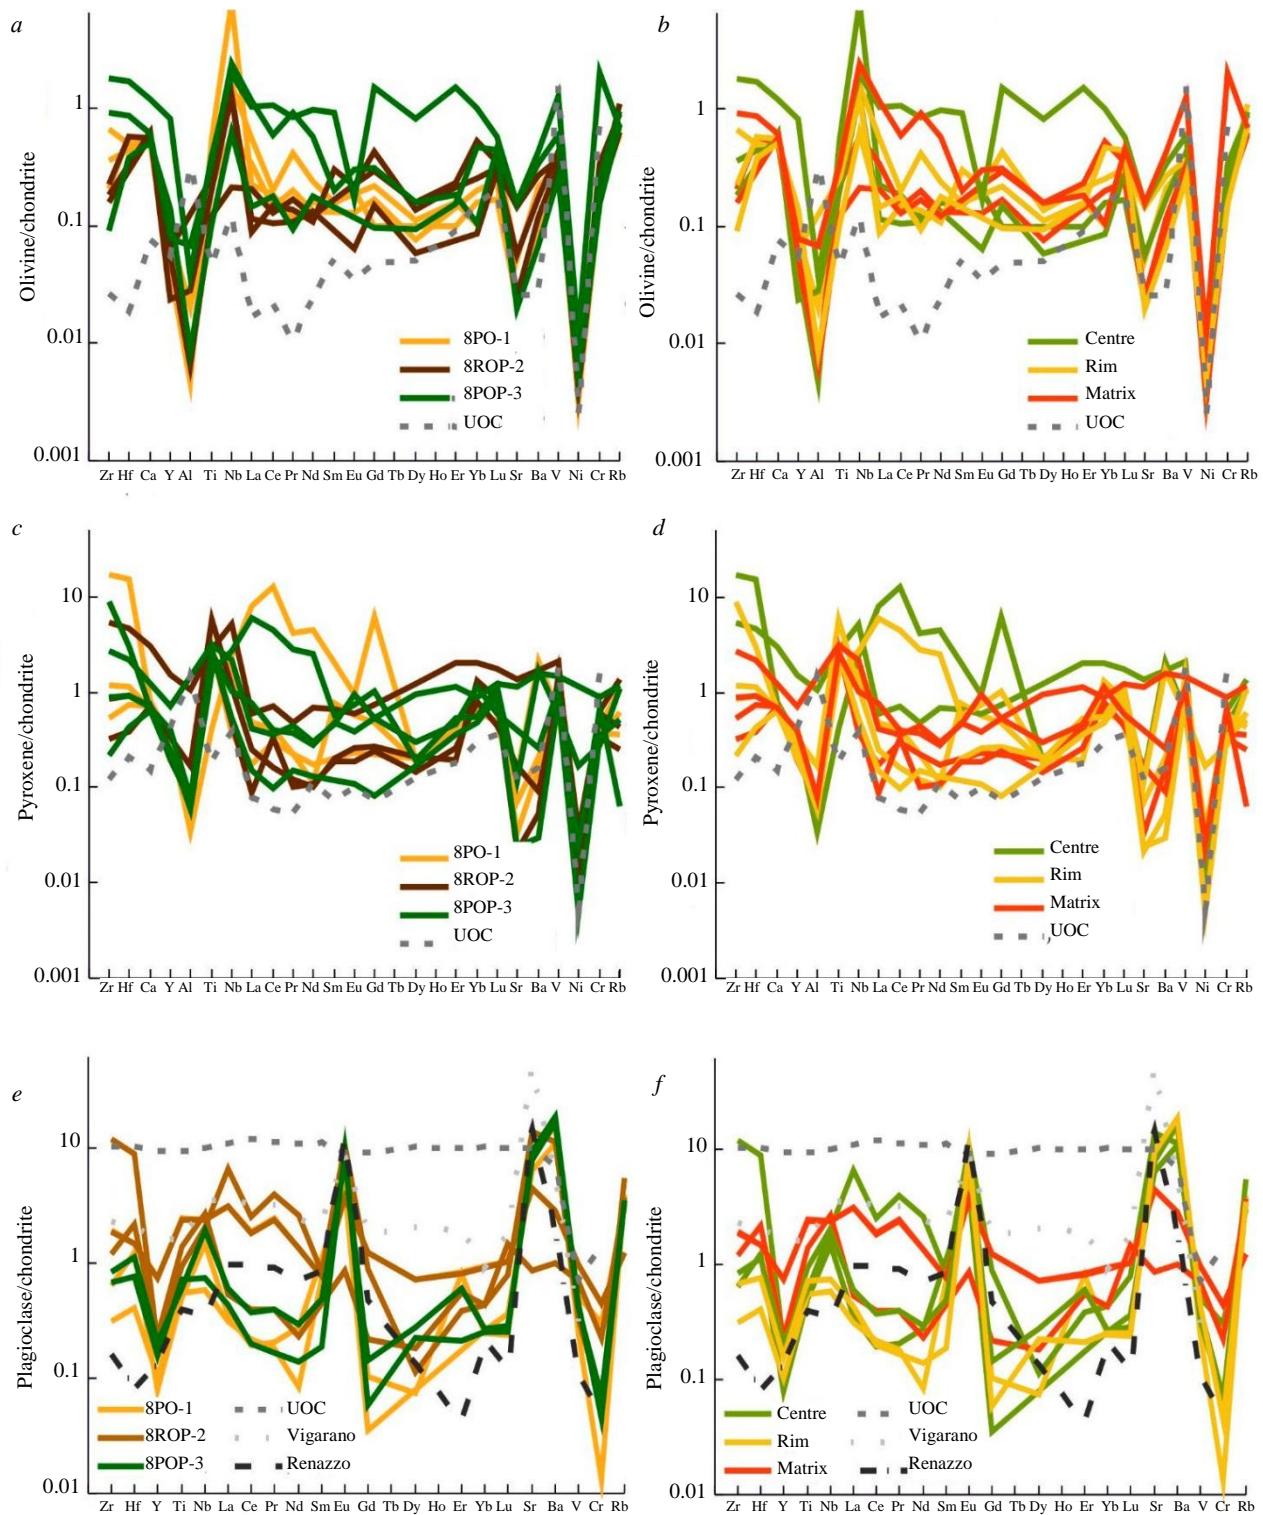 a
Olivine/chondrite
1
0.1
0.01
0.001
8PO-1
8ROP-2
8POP-3
UOC
Zr Hf Ca Y Al Ti Nb La Ce Pr Nd Sm Eu Gd Tb Dy Ho Er Yb Lu Sr Ba V Ni Cr Rb
b
Olivine/chondrite
1
0.1
0.01
0.001
Centre
Rim
Matrix
UOC
Zr Hf Ca Y Al Ti Nb La Ce Pr Nd Sm Eu Gd Tb Dy Ho Er Yb Lu Sr Ba V Ni Cr Rb
c
Pyroxene/chondrite
10
1
0.1
0.01
0.001
8PO-1
8ROP-2
8POP-3
UOC
Zr Hf Ca Y Al Ti Nb La Ce Pr Nd Sm Eu Gd Tb Dy Ho Er Yb Lu Sr Ba V Ni Cr Rb
d
Pyroxene/chondrite
10
1
0.1
0.01
0.001
Centre
Rim
Matrix
UOC
Zr Hf Ca Y Al Ti Nb La Ce Pr Nd Sm Eu Gd Tb Dy Ho Er Yb Lu Sr Ba V Ni Cr Rb
e
Plagioclase/chondrite
10
1
0.1
0.01
8PO-1
8ROP-2
8POP-3
UOC
Vigarano
Renazzo
Zr Hf Y Ti Nb La Ce Pr Nd Sm Eu Gd Tb Dy Ho Er Yb Lu Sr Ba V Cr Rb
f
Plagioclase/chondrite
10
1
0.1
0.01
Centre
Rim
Matrix
UOC
Vigarano
Renazzo
Zr Hf Y Ti Nb La Ce Pr Nd Sm Eu Gd Tb Dy Ho Er Yb Lu Sr Ba V Cr Rb